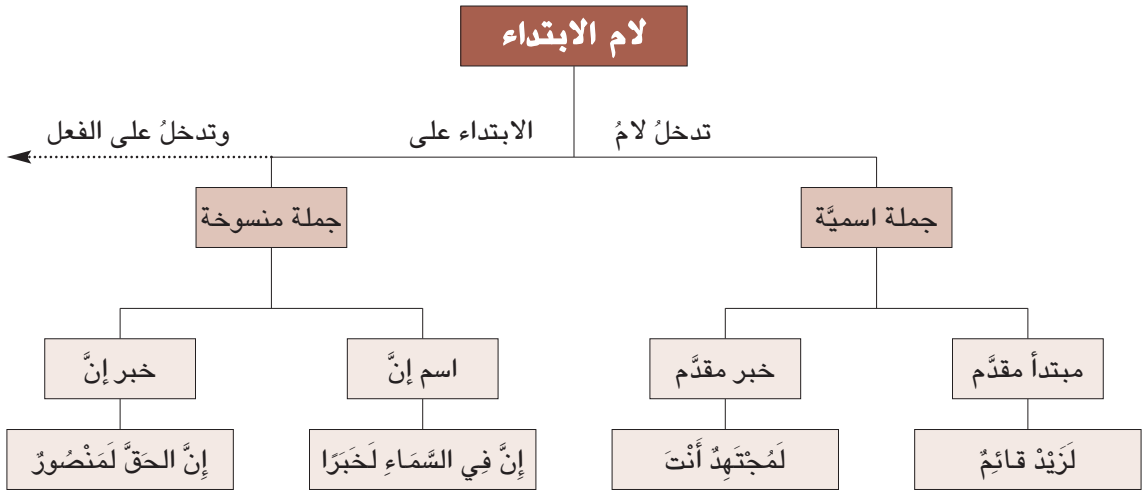 لام الابتداء
تدخلُ لامُ الابتداء على وتدخلُ على الفعل
جملة اسميَّة
جملة منسوخة
مبتدأ مقدَّم
خبر مقدَّم
اسم إنَّ
خبر إنَّ
لَزَيْدْ قائِمٌ
لَمُجْتَهِدٌ أَنْتَ
إِنَّ فِي السَّمَاءِ لَخَبَرًا
إِنَّ الحَقَّ لَمَنْصُورٌ